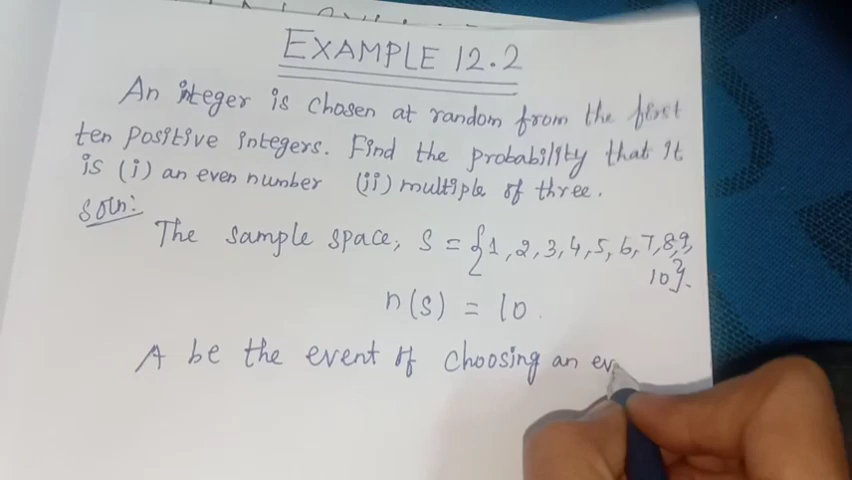 EXAMPLE 12.2
An integer is chosen at random from the first
ten positive integers. Find the probability that it
is (i) an even number (ii) multiple of three.
Soln:
The sample space, S = {1, 2, 3, 4, 5, 6, 7, 8, 9,
10}.
n(S) = 10.
A be the event of choosing an ev